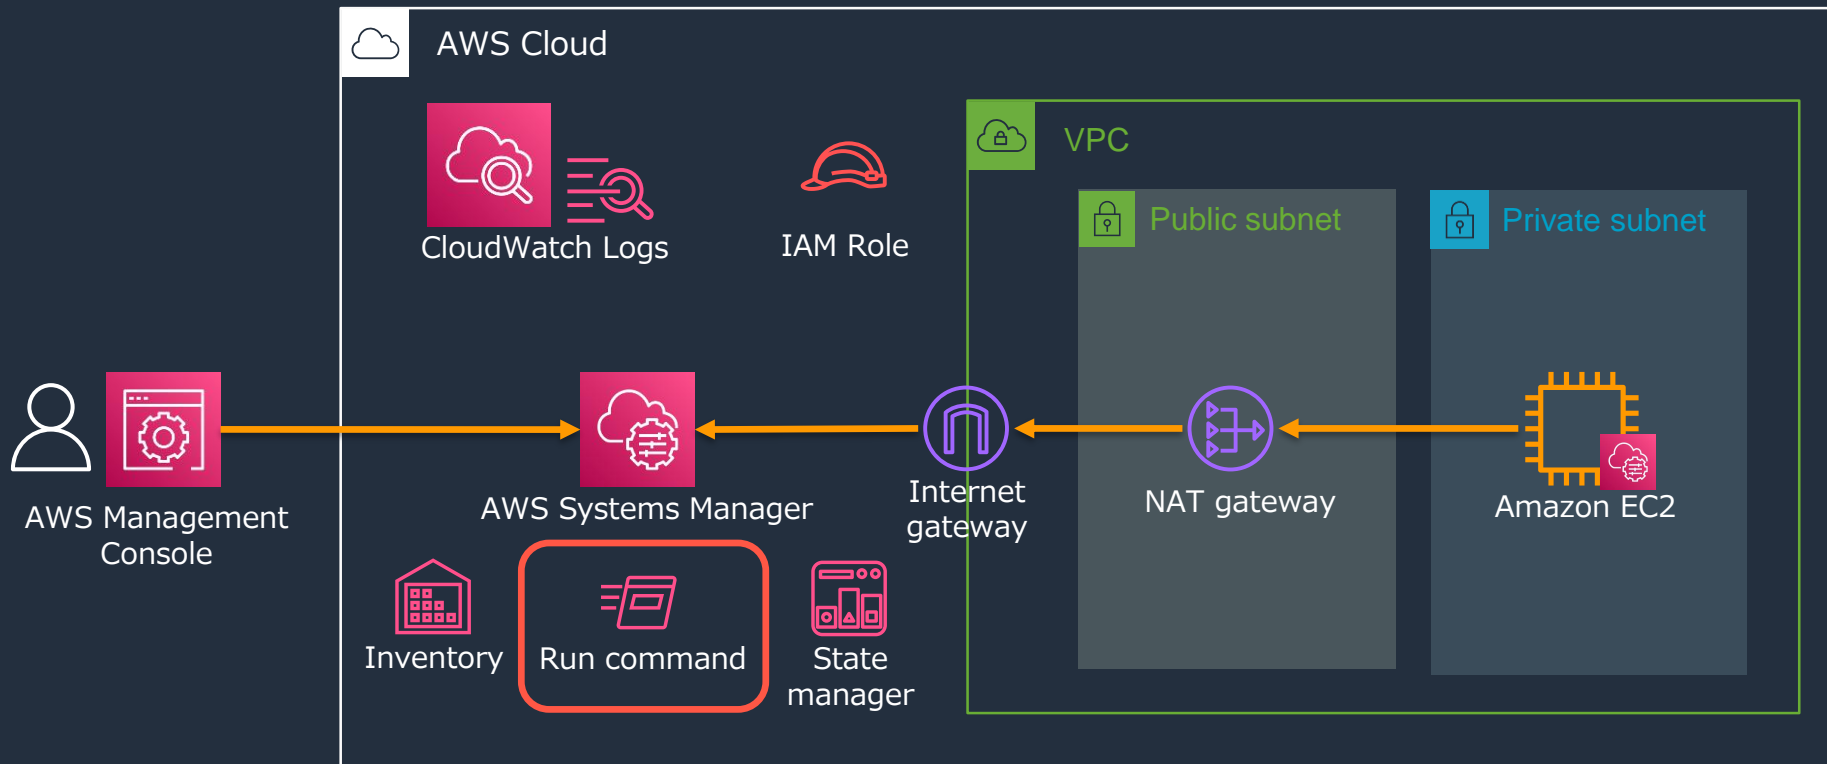 AWS Cloud
VPC
CloudWatch Logs
IAM Role
Public subnet
Private subnet
AWS Management
Console
AWS Systems Manager
Internet
gateway
NAT gateway
Amazon EC2
Inventory
Run command
State
manager